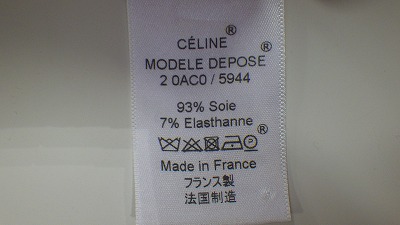 CÉLINE®
MODELE DEPOSE®
2 0AC0 / 5944
93% Soie
7% Elasthanne®
Made in France
フランス製
法国制造